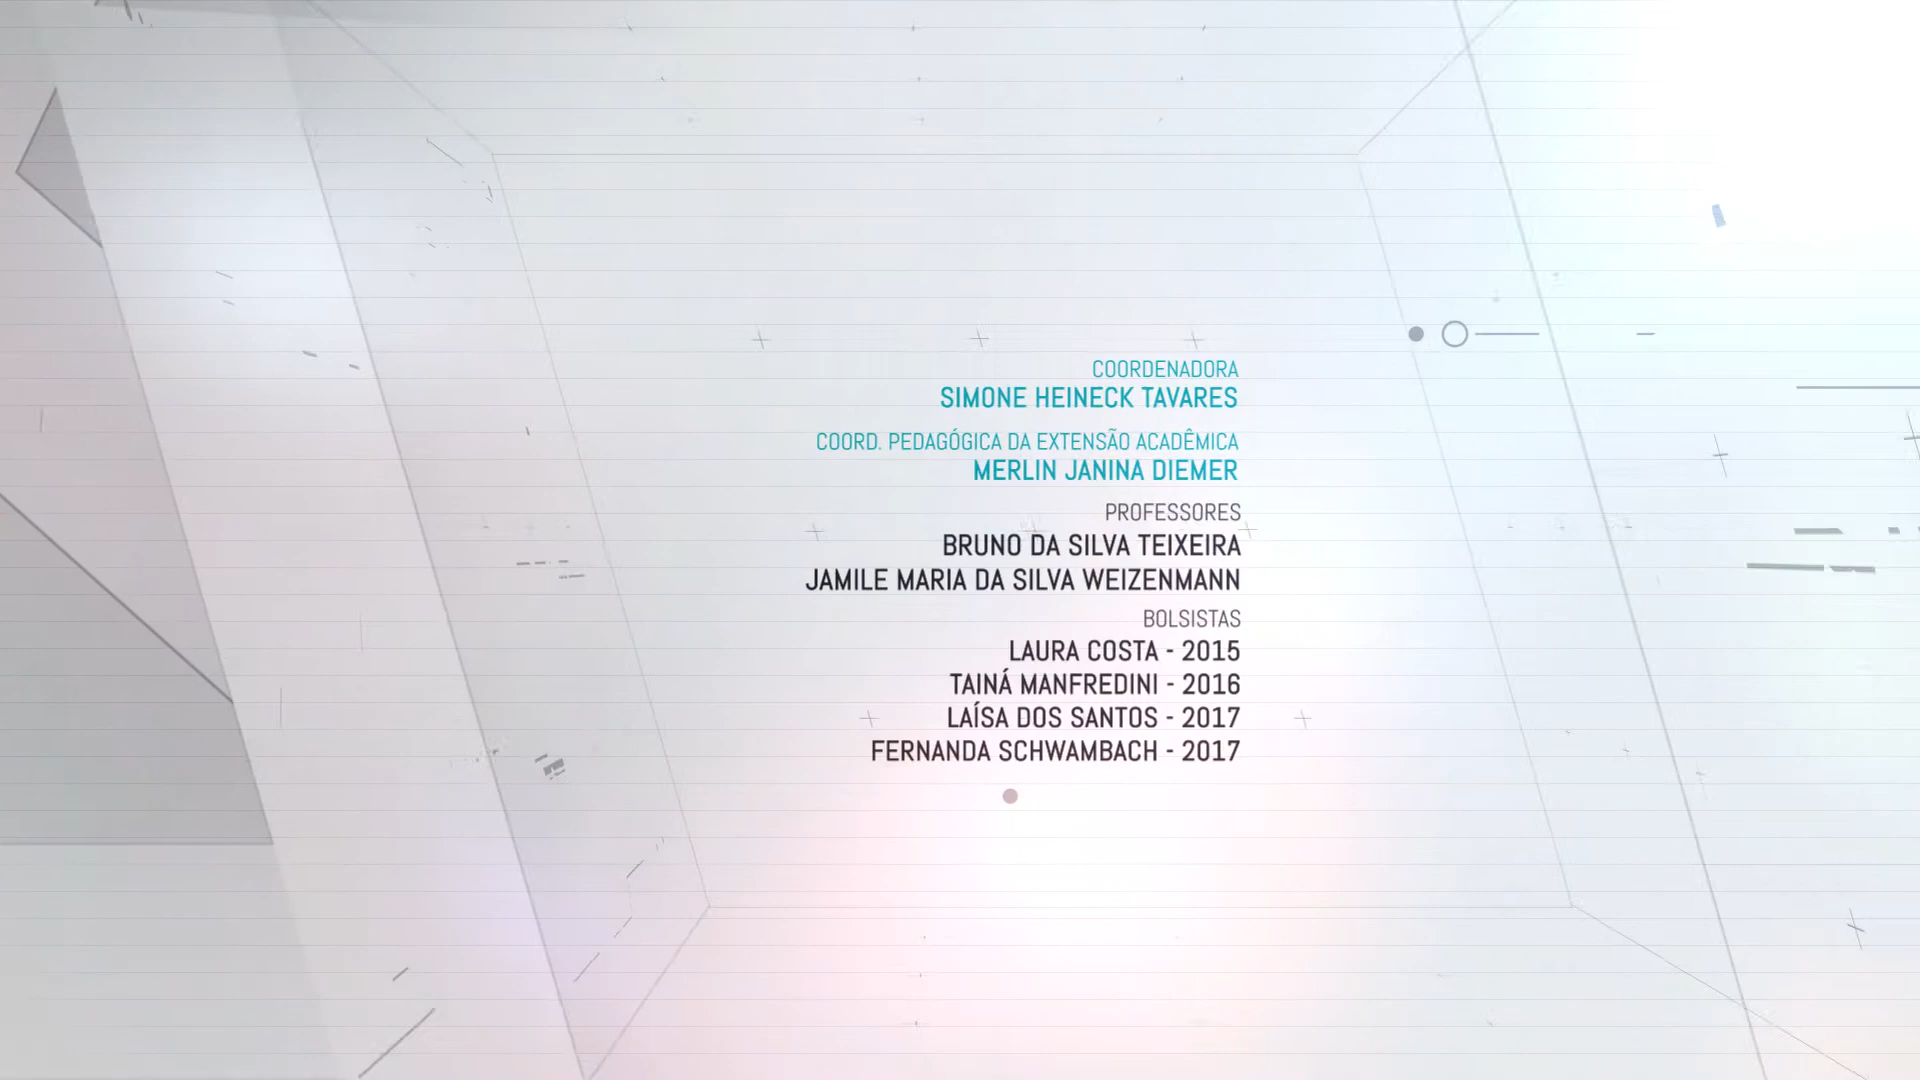 COORDENADORA
SIMONE HEINECK TAVARES
COORD. PEDAGÓGICA DA EXTENSÃO ACADÊMICA
MERLIN JANINA DIEMER
PROFESSORES
BRUNO DA SILVA TEIXEIRA
JAMILE MARIA DA SILVA WEIZENMANN
BOLSISTAS
LAURA COSTA - 2015
TAINÁ MANFREDINI - 2016
LAÍSA DOS SANTOS - 2017
FERNANDA SCHWAMBACH - 2017